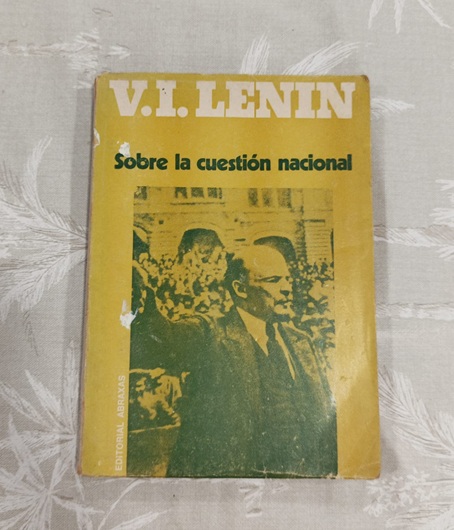 V.I. LENIN
Sobre la cuestión nacional
EDITORIAL ABRAXAS